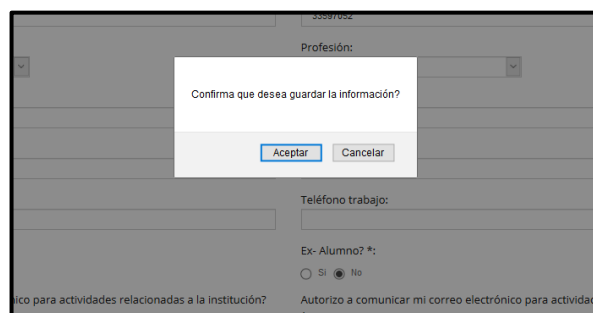 33597052
Profesión:
Confirma que desea guardar la información?
Aceptar Cancelar
Teléfono trabajo:
Ex- Alumno? *:
Si No
ico para actividades relacionadas a la institución? Autorizo a comunicar mi correo electrónico para activida